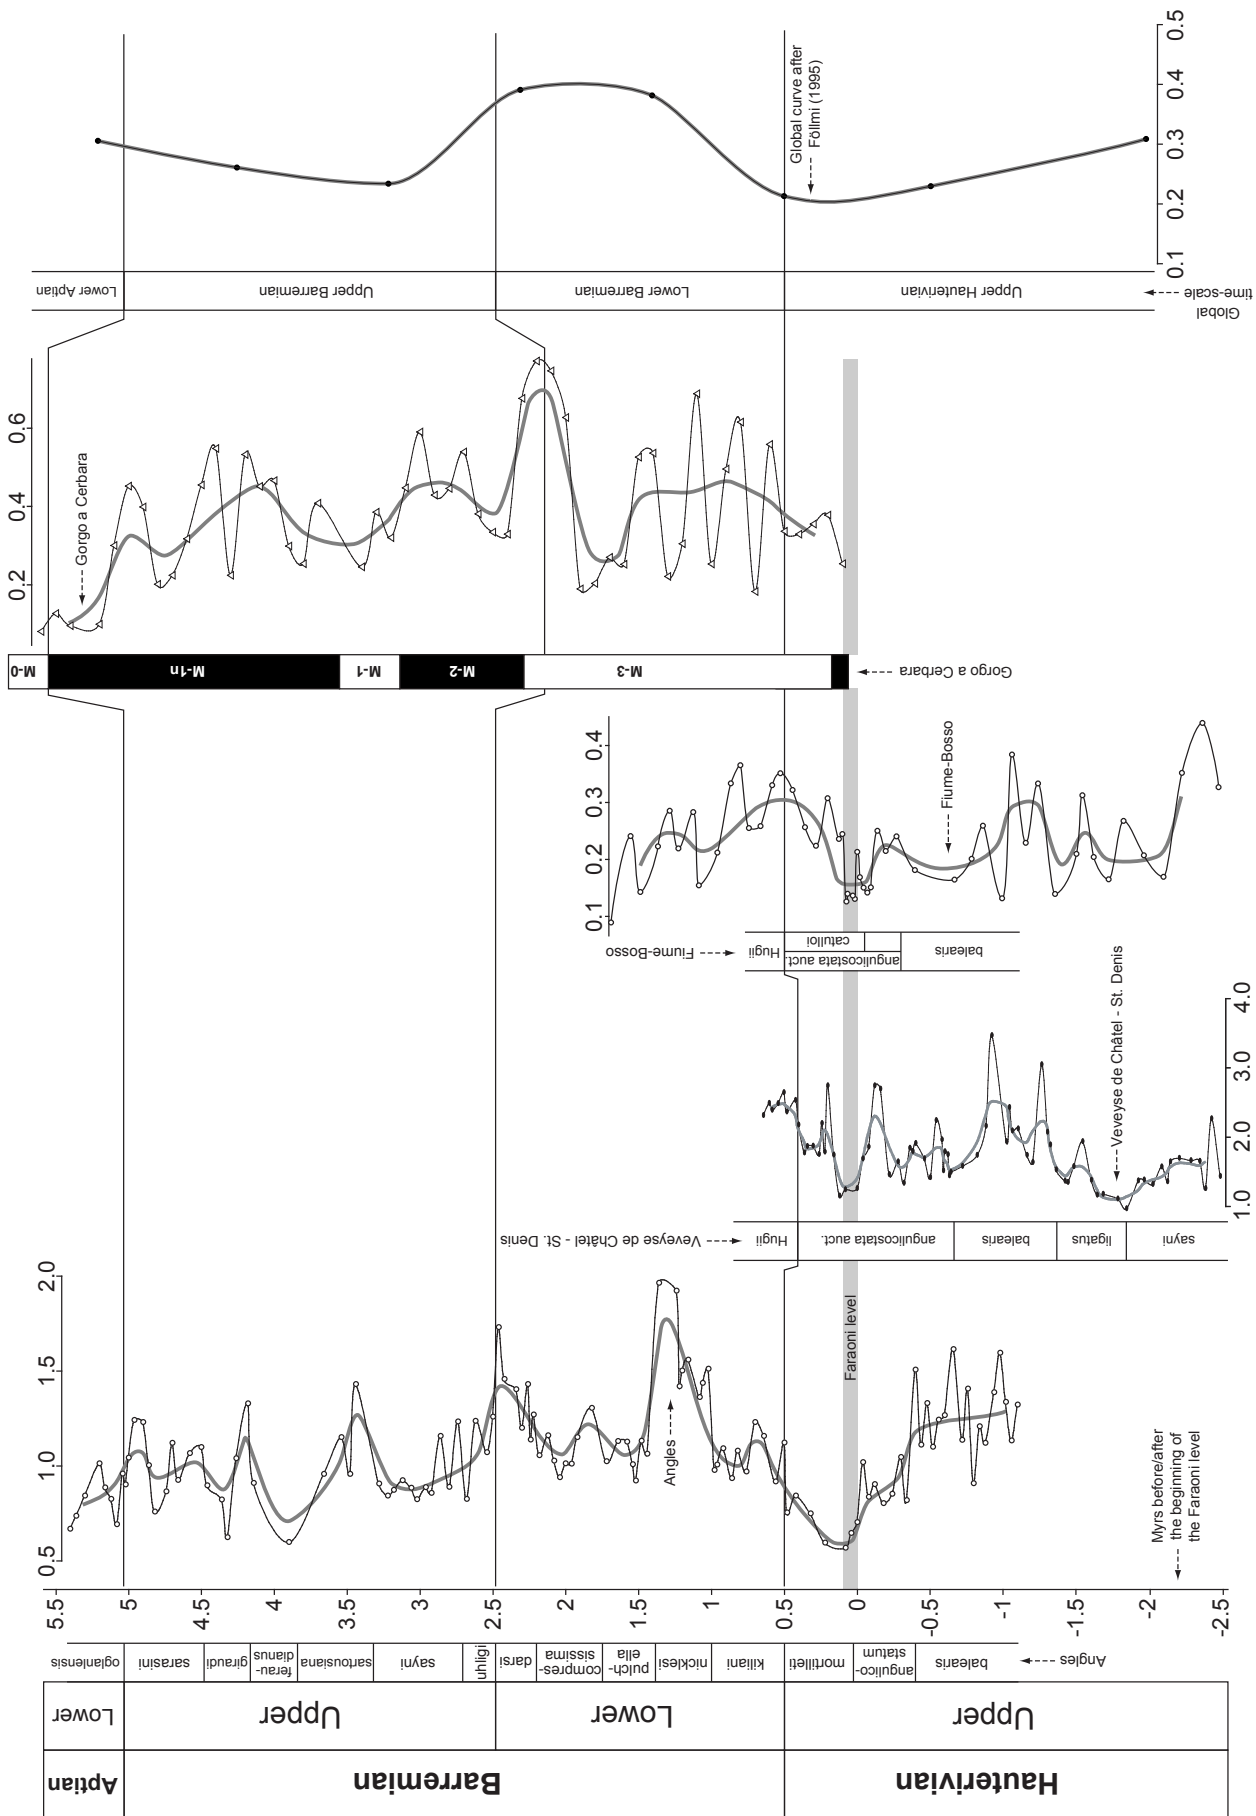 Aptian
Barremian
Hauterivian
Lower
Upper
Lower
Upper
oglanlensis
sarasini
giraudi
ferau-
dianus
sartousiana
sayni
uhligi
darsi
compres-
sissima
pulch-
ella
nicklesi
kiliani
mortilleti
angulico-
statum
balearis
Angles
5.5
5
4.5
4
3.5
3
2.5
2
1.5
1
0.5
0
-0.5
-1
-1.5
-2
-2.5
Myrs before/after
the beginning of
the Faraoni level
0.5
1.0
1.5
2.0
Angles
Faraoni level
Veveyse de Châtel - St. Denis
Hugii
angulicostata auct.
balearis
ligatus
sayni
1.0
2.0
3.0
4.0
Veveyse de Châtel - St. Denis
Fiume-Bosso
Hugii
catulloi
angulicostata auct.
balearis
0.1
0.2
0.3
0.4
Fiume-Bosso
M-0
M-1n
M-1
M-2
M-3
Gorgo a Cerbara
0.2
0.4
0.6
Gorgo a Cerbara
Lower Aptian
Upper Barremian
Lower Barremian
Upper Hauterivian
Global
time-scale
0.1
0.2
0.3
0.4
0.5
Global curve after
Föllmi (1995)